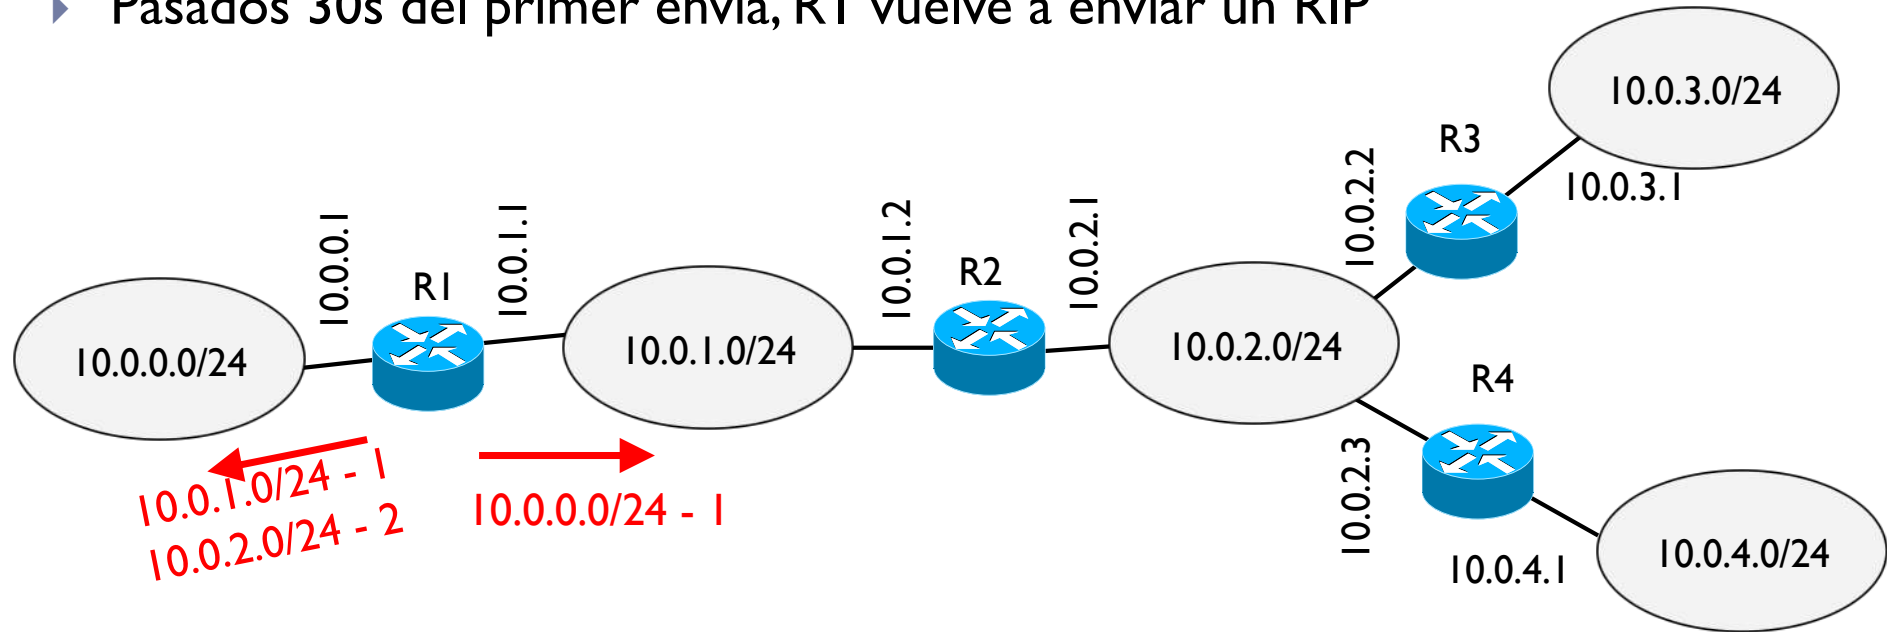 Pasados 30s del primer envía, R1 vuelve a enviar un RIP
10.0.3.0/24
R3
10.0.2.2
10.0.3.1
10.0.0.1
R1
10.0.1.1
10.0.1.2
R2
10.0.2.1
10.0.0.0/24
10.0.1.0/24
10.0.2.0/24
R4
10.0.1.0/24 - 1
10.0.2.0/24 - 2
10.0.0.0/24 - 1
10.0.2.3
10.0.4.1
10.0.4.0/24